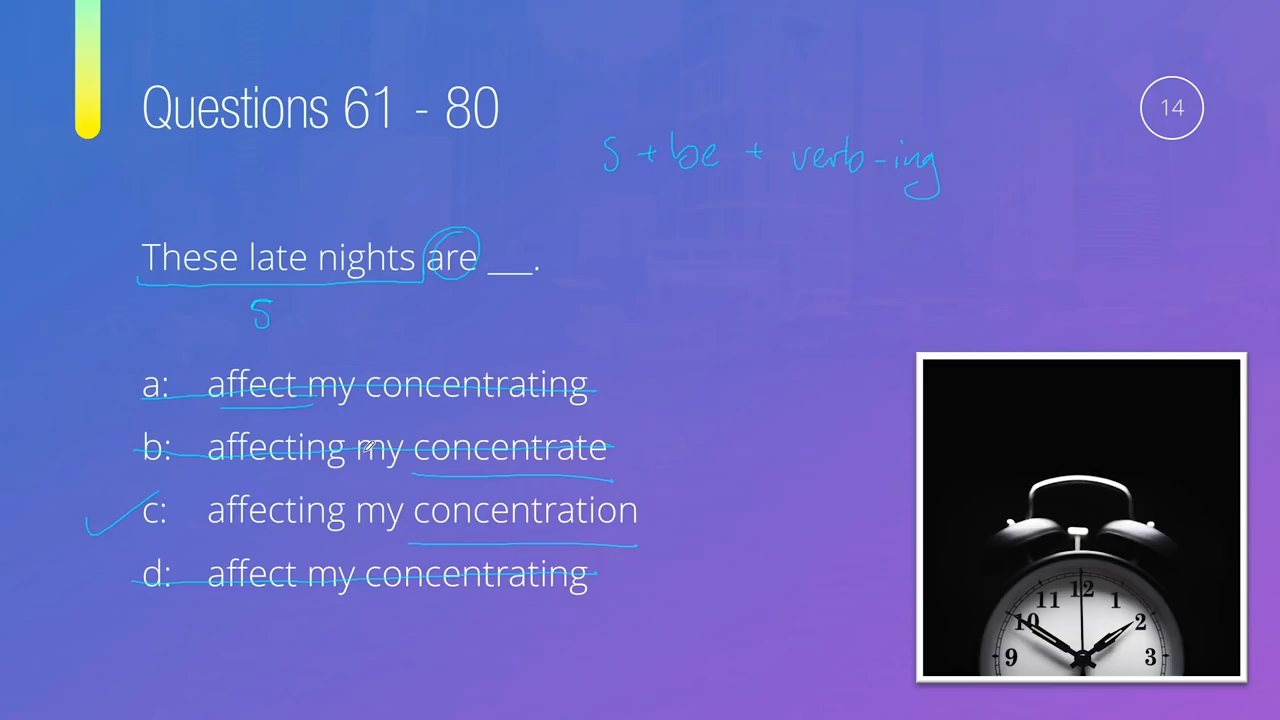 Questions 61 - 80
14
s + be + verb-ing
These late nights are ___.
S
a: affect my concentrating
b: affecting my concentrate
c: affecting my concentration
d: affect my concentrating
12
11 1
10 2
9 3